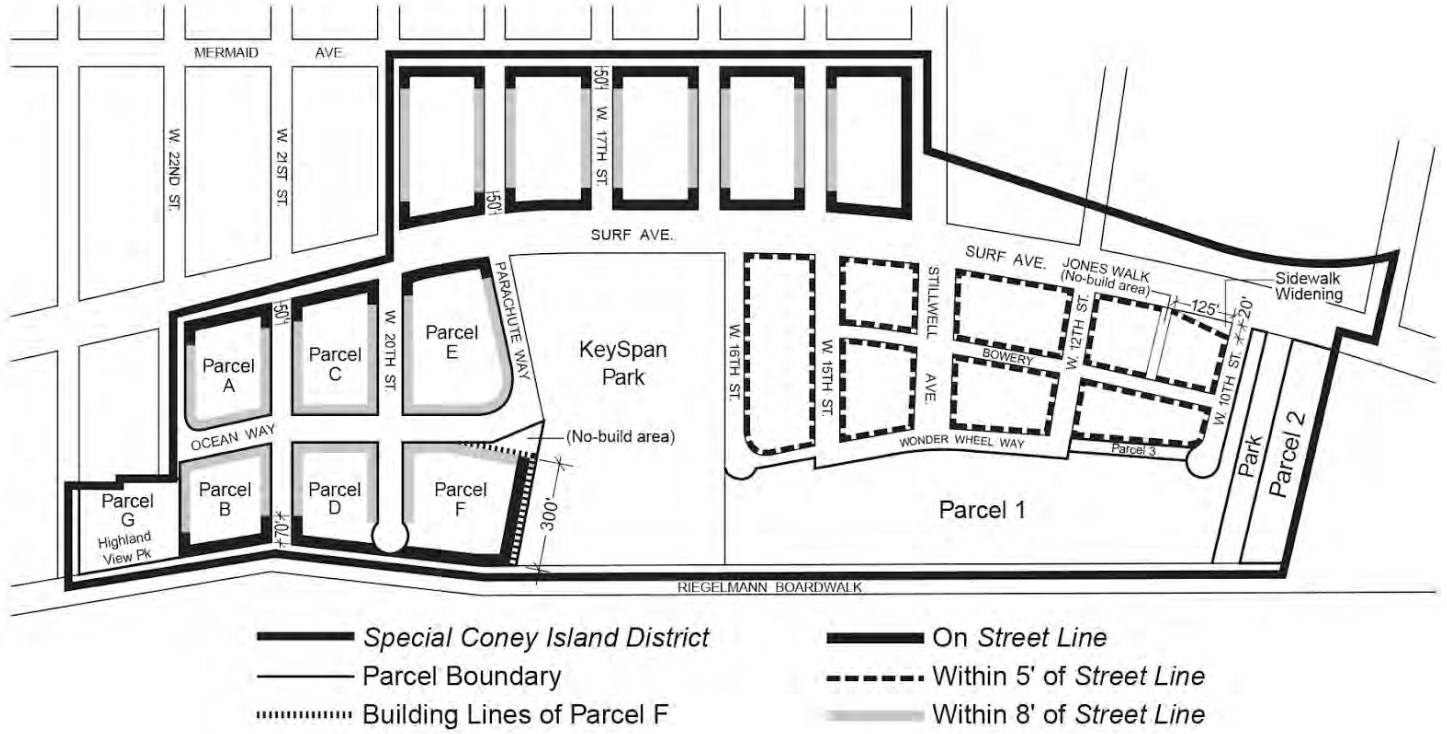 MERMAID AVE.
50'
W. 22ND ST.
W. 21ST ST.
W. 17TH ST.
50'
SURF AVE.
SURF AVE.
JONES WALK
(No-build area)
Sidewalk
Widening
125'
20'
50'
W. 20TH ST.
PARACHUTE WAY
Parcel
A
Parcel
C
Parcel
E
KeySpan
Park
W. 16TH ST.
W. 15TH ST.
STILLWELL
AVE.
BOWERY
W. 12TH ST.
W. 10TH ST.
OCEAN WAY
(No-build area)
WONDER WHEEL WAY
Parcel 3
Park
Parcel 2
Parcel
G
Highland
View Pk
Parcel
B
Parcel
D
Parcel
F
70'
300'
Parcel 1
RIEGELMANN BOARDWALK
Special Coney Island District
Parcel Boundary
Building Lines of Parcel F
On Street Line
Within 5' of Street Line
Within 8' of Street Line